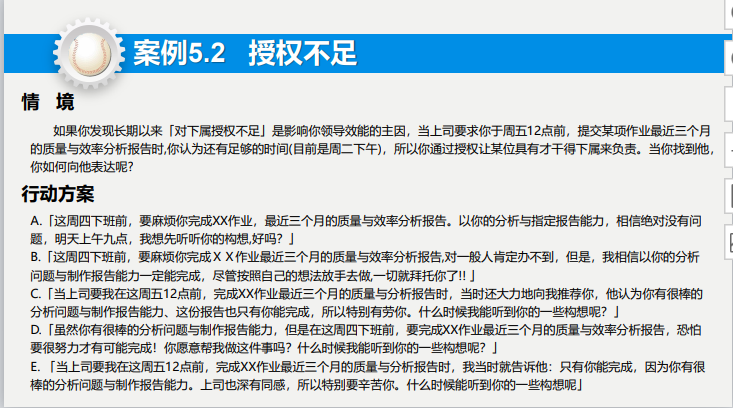 案例5.2 授权不足
情 境
如果你发现长期以来「对下属授权不足」是影响你领导效能的主因，当上司要求你于周五12点前，提交某项作业最近三个月
的质量与效率分析报告时,你认为还有足够的时间(目前是周二下午)，所以你通过授权让某位具有才干得下属来负责。当你找到他，
你如何向他表达呢?
行动方案
A.「这周四下班前，要麻烦你完成XX作业，最近三个月的质量与效率分析报告。以你的分析与指定报告能力，相信绝对没有问
题，明天上午九点，我想先听听你的构想,好吗？」
B.「这周四下班前，要麻烦你完成ＸＸ作业最近三个月的质量与效率分析报告,对一般人肯定办不到，但是，我相信以你的分析
问题与制作报告能力一定能完成，尽管按照自己的想法放手去做,一切就拜托你了!! 」
C.「当上司要我在这周五12点前，完成XX作业最近三个月的质量与分析报告时，当时还大力地向我推荐你，他认为你有很棒的
分析问题与制作报告能力、这份报告也只有你能完成，所以特别有劳你。什么时候我能听到你的一些构想呢？」
D.「虽然你有很棒的分析问题与制作报告能力，但是在这周四下班前，要完成XX作业最近三个月的质量与效率分析报告，恐怕
要很努力才有可能完成！你愿意帮我做这件事吗？什么时候我能听到你的一些构想呢？」
E. 「当上司要我在这周五12点前，完成XX作业最近三个月的质量与效率分析报告时，我当时就告诉他：只有你能完成，因为你有很
棒的分析问题与制作报告能力。上司也深有同感，所以特别要辛苦你。什么时候能听到你的一些构想呢」